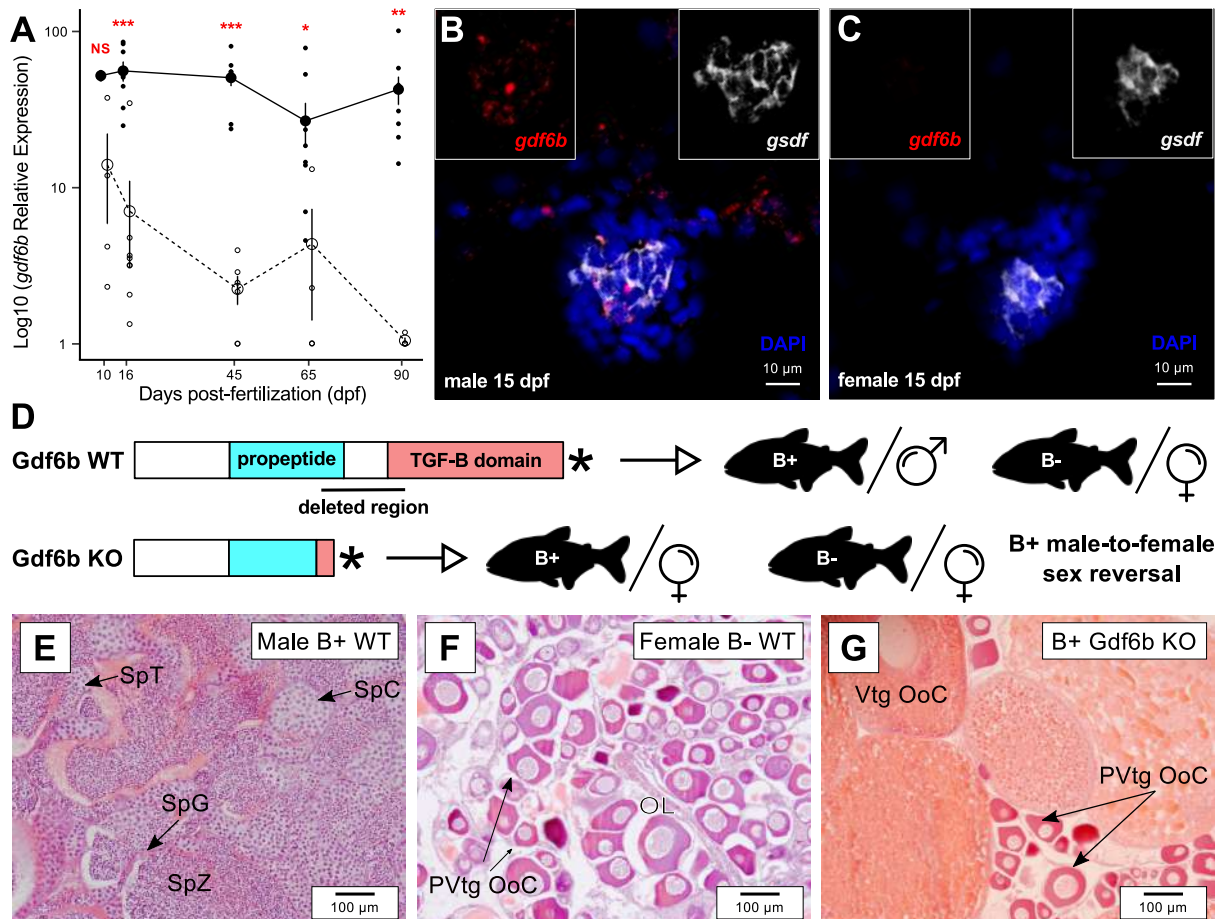 A
Log10 (gdf6b Relative Expression)
100
10
1
NS
***
***
*
**
10
16
45
65
90
Days post-fertilization (dpf)
B
gdf6b
gsdf
DAPI
male 15 dpf
10 µm
C
gdf6b
gsdf
DAPI
female 15 dpf
10 µm
D
Gdf6b WT
propeptide
TGF-B domain
*
deleted region
B+
♂
B-
♀
Gdf6b KO
*
B+
♀
B-
♀
B+ male-to-female
sex reversal
E
Male B+ WT
SpT
SpC
SpG
SpZ
100 µm
F
Female B- WT
OL
PVtg OoC
100 µm
G
B+ Gdf6b KO
Vtg OoC
PVtg OoC
100 µm